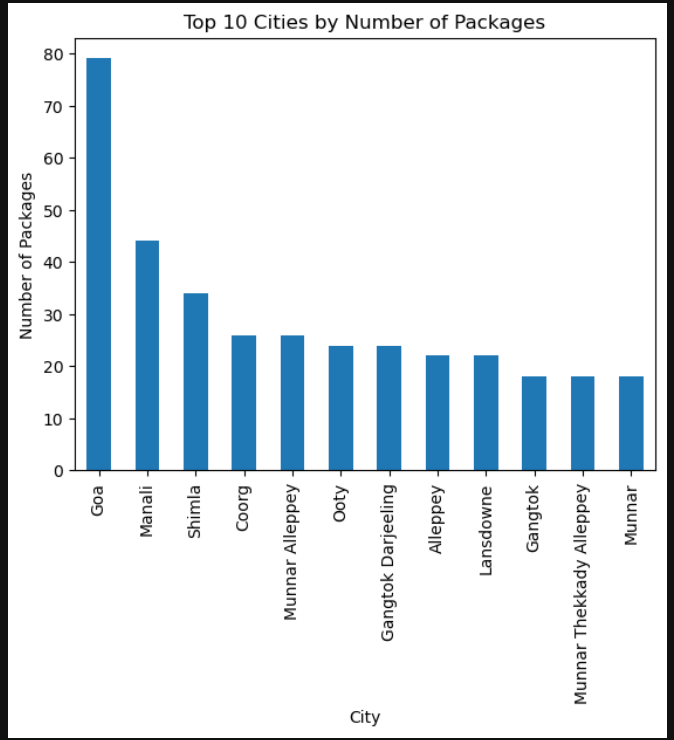 Top 10 Cities by Number of Packages
Number of Packages
80
70
60
50
40
30
20
10
0
Goa
Manali
Shimla
Coorg
Munnar Alleppey
Ooty
Gangtok Darjeeling
Alleppey
Lansdowne
Gangtok
Munnar Thekkady Alleppey
Munnar
City